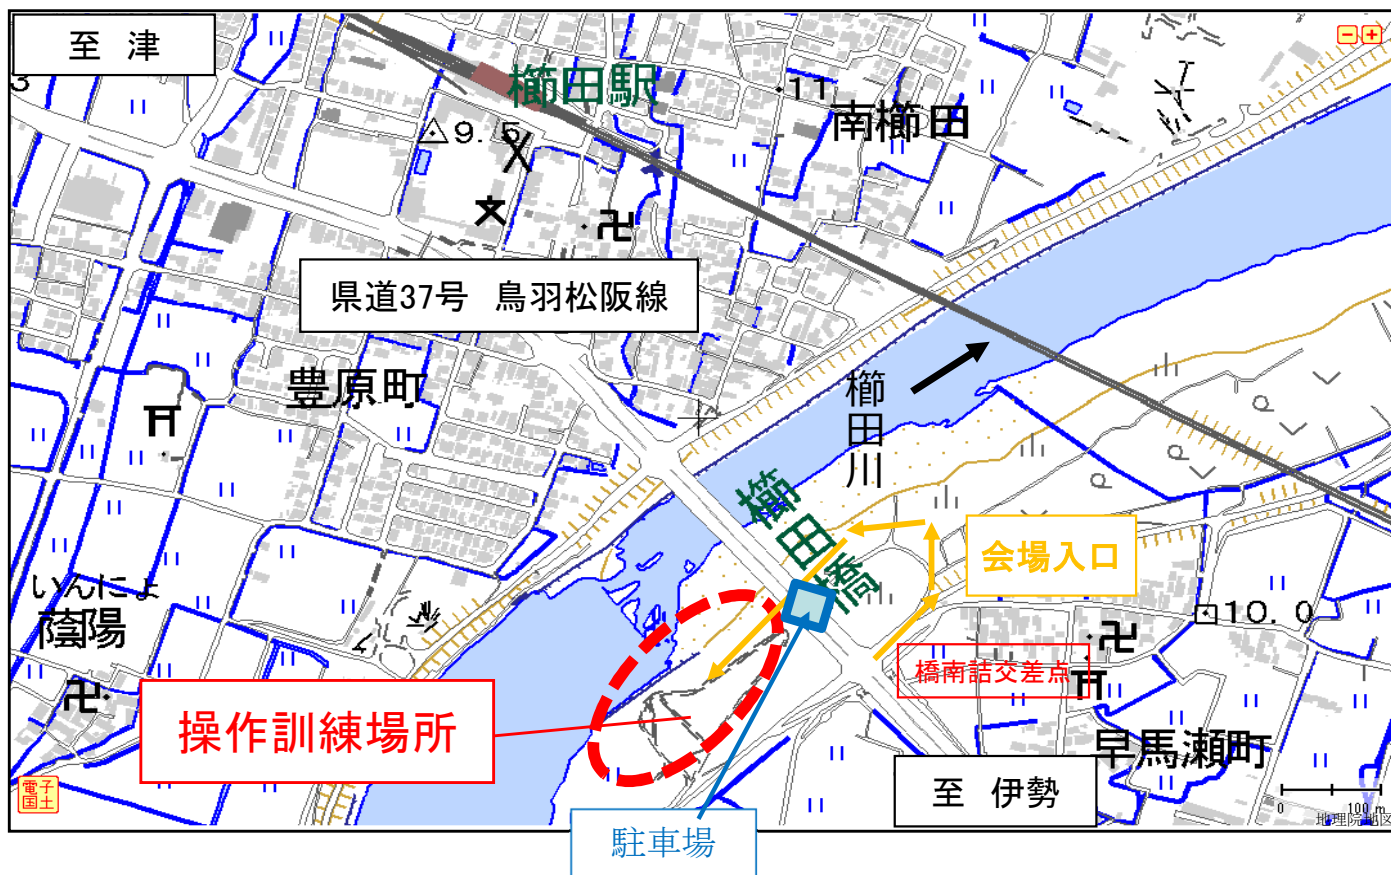 至 津
3
櫛田駅
11
南櫛田
9.5
県道37号 鳥羽松阪線
豊原町
櫛田川
櫛田橋
会場入口
いんにょ
蔭陽
10.0
橋南詰交差点
操作訓練場所
早馬瀬町
至 伊勢
電子
国土
0 100 m
地理院地図
駐車場